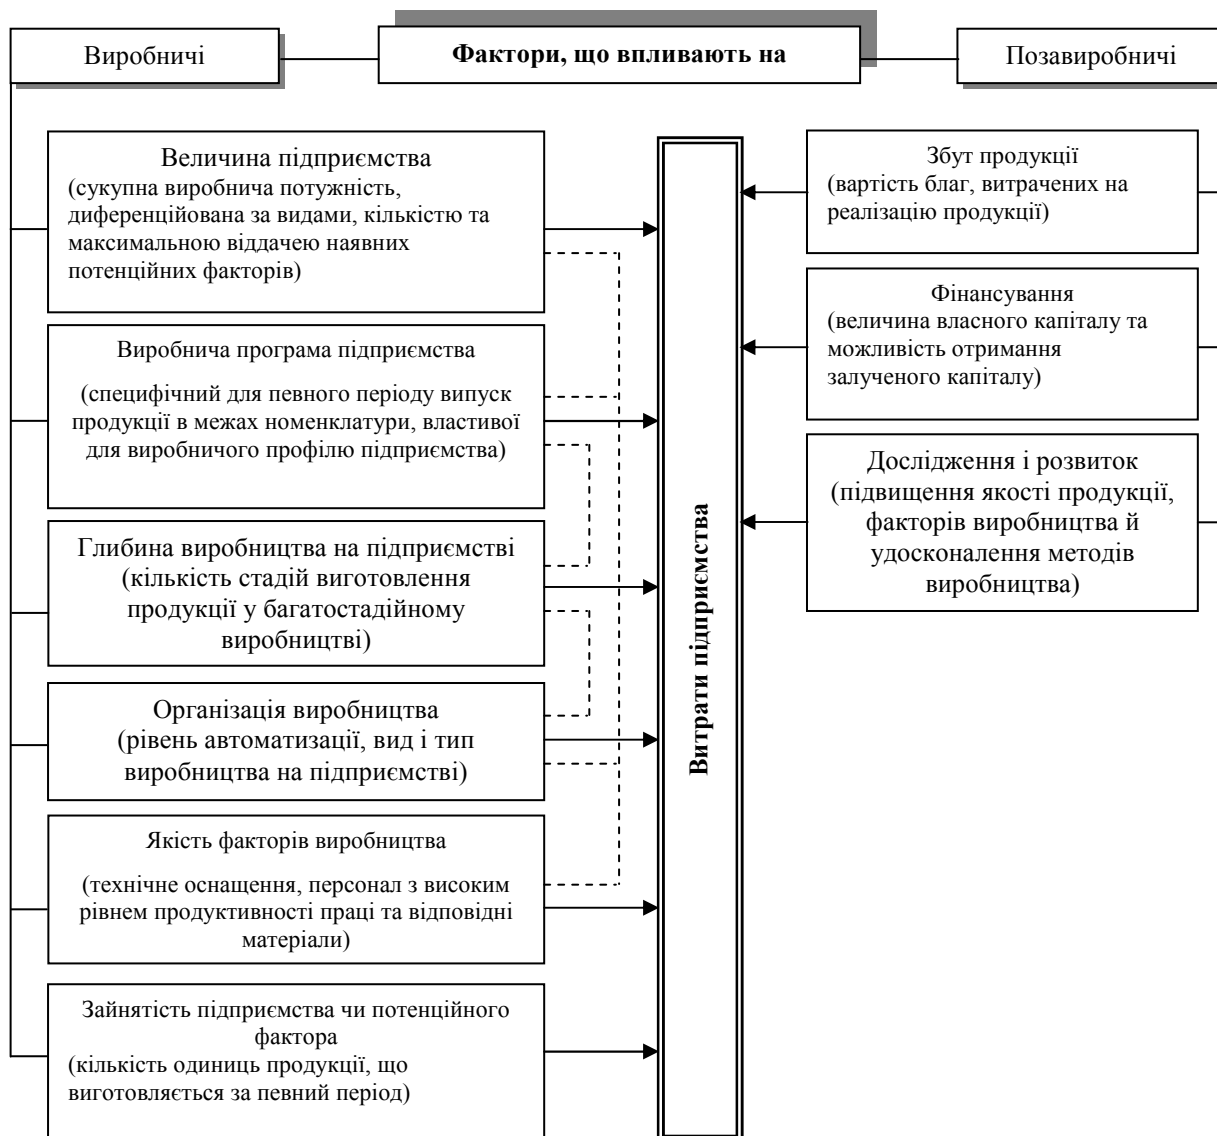 Виробничі
Фактори, що впливають на
Позавиробничі
Величина підприємства
(сукупна виробнича потужність,
диференційована за видами, кількістю та
максимальною віддачею наявних
потенційних факторів)
Виробнича програма підприємства
(специфічний для певного періоду випуск
продукції в межах номенклатури, властивої
для виробничого профілю підприємства)
Глибина виробництва на підприємстві
(кількість стадій виготовлення
продукції у багатостадійному
виробництві)
Організація виробництва
(рівень автоматизації, вид і тип
виробництва на підприємстві)
Якість факторів виробництва
(технічне оснащення, персонал з високим
рівнем продуктивності праці та відповідні
матеріали)
Зайнятість підприємства чи потенційного
фактора
(кількість одиниць продукції, що
виготовляється за певний період)
Витрати підприємства
Збут продукції
(вартість благ, витрачених на
реалізацію продукції)
Фінансування
(величина власного капіталу та
можливість отримання
залученого капіталу)
Дослідження і розвиток
(підвищення якості продукції,
факторів виробництва й
удосконалення методів
виробництва)